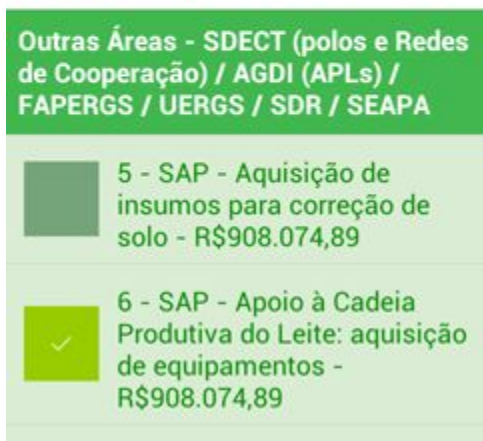 Outras Áreas - SDECT (polos e Redes
de Cooperação) / AGDI (APLs) /
FAPERGS / UERGS / SDR / SEAPA
5 - SAP - Aquisição de
insumos para correção de
solo - R$908.074,89
6 - SAP - Apoio à Cadeia
Produtiva do Leite: aquisição
de equipamentos -
R$908.074,89